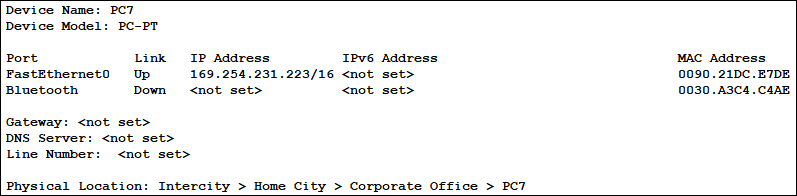 Device Name: PC7
Device Model: PC-PT
Port Link IP Address IPv6 Address MAC Address
FastEthernet0 Up 169.254.231.223/16 <not set> 0090.21DC.E7DE
Bluetooth Down <not set> <not set> 0030.A3C4.C4AE
Gateway: <not set>
DNS Server: <not set>
Line Number: <not set>
Physical Location: Intercity > Home City > Corporate Office > PC7